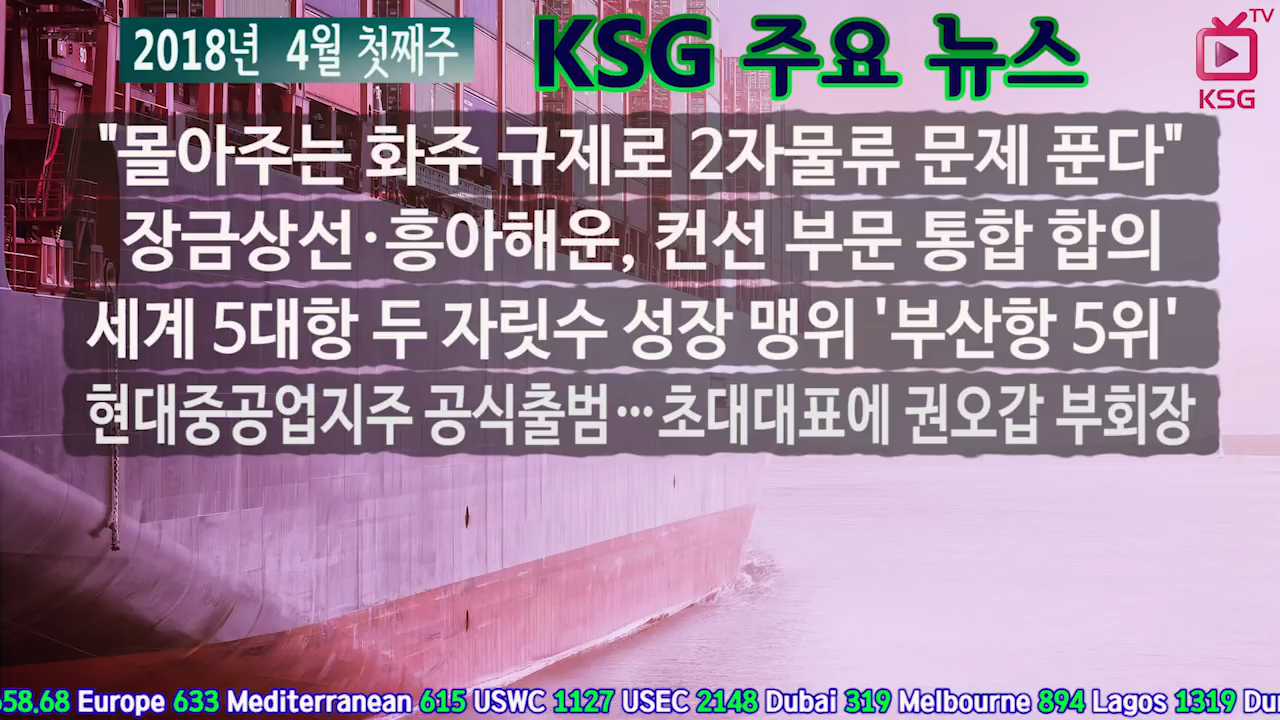 2018년 4월 첫째주
KSG 주요 뉴스
TV
KSG
"몰아주는 화주 규제로 2자물류 문제 푼다"
장금상선·흥아해운, 컨선 부문 통합 합의
세계 5대항 두 자릿수 성장 맹위 '부산항 5위'
현대중공업지주 공식출범…초대대표에 권오갑 부회장
658.68 Europe 633 Mediterranean 615 USWC 1127 USEC 2148 Dubai 319 Melbourne 894 Lagos 1319